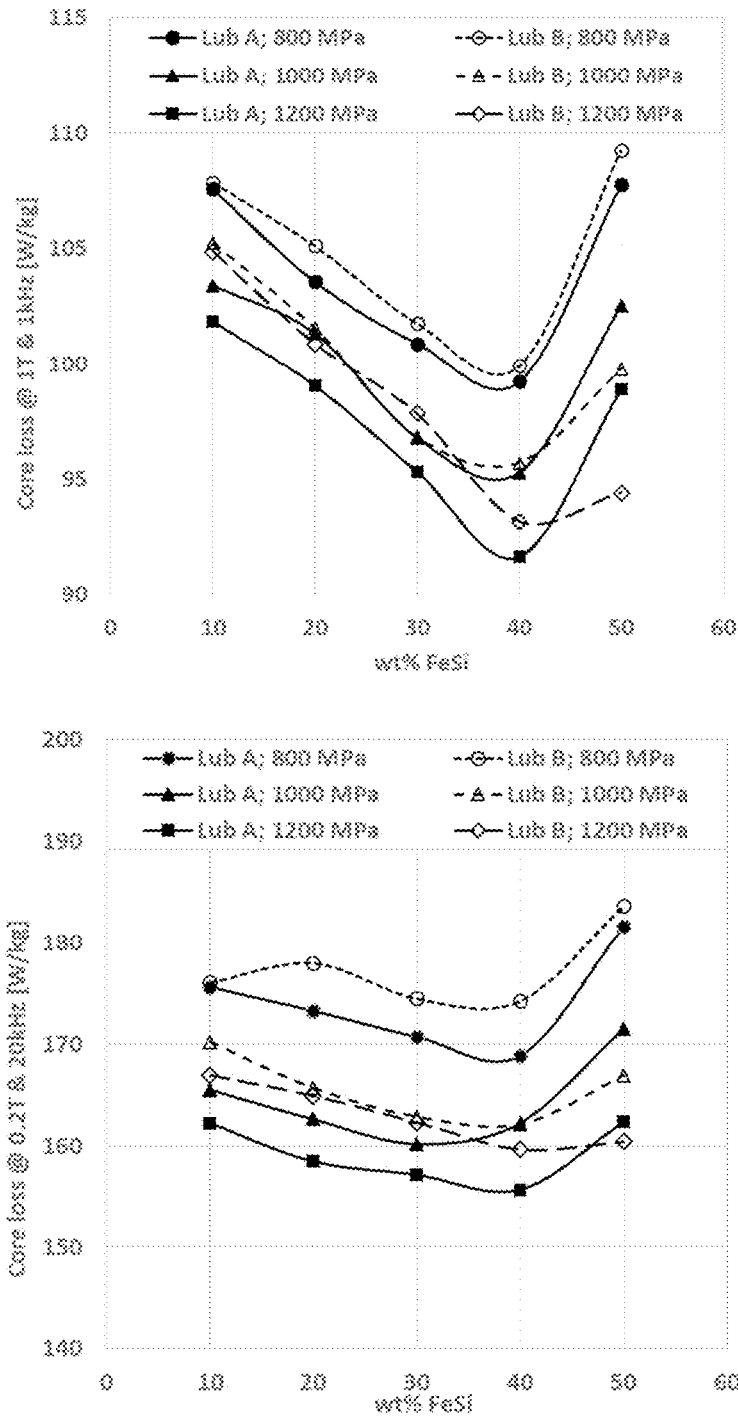 115
Lub A; 800 MPa Lub B; 800 MPa
Lub A; 1000 MPa Lub B; 1000 MPa
Lub A; 1200 MPa Lub B; 1200 MPa
110
105
100
95
90
Core loss @ 1T & 1kHz [W/kg]
0 10 20 30 40 50 60
wt% FeSi
200
Lub A; 800 MPa Lub B; 800 MPa
Lub A; 1000 MPa Lub B; 1000 MPa
Lub A; 1200 MPa Lub B; 1200 MPa
190
180
170
160
150
140
Core loss @ 0.2T & 20kHz [W/kg]
0 10 20 30 40 50 60
wt% FeSi